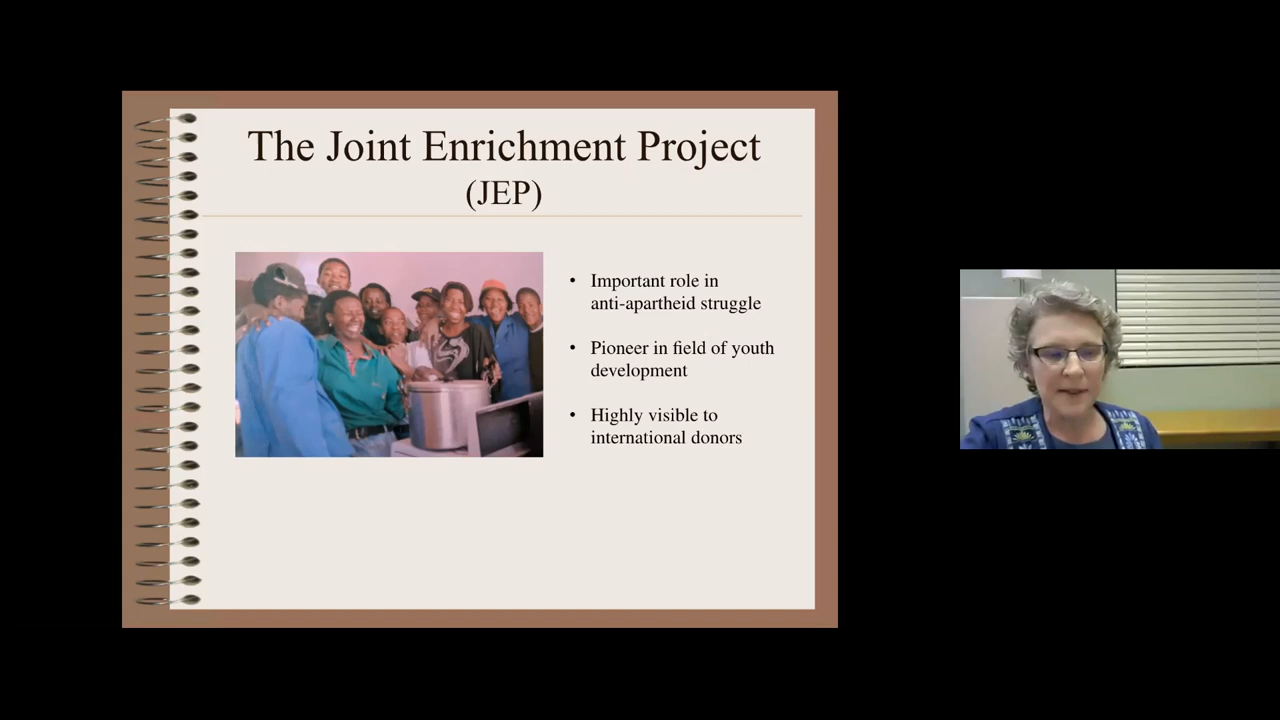 The Joint Enrichment Project
(JEP)
• Important role in
anti-apartheid struggle
• Pioneer in field of youth
development
• Highly visible to
international donors